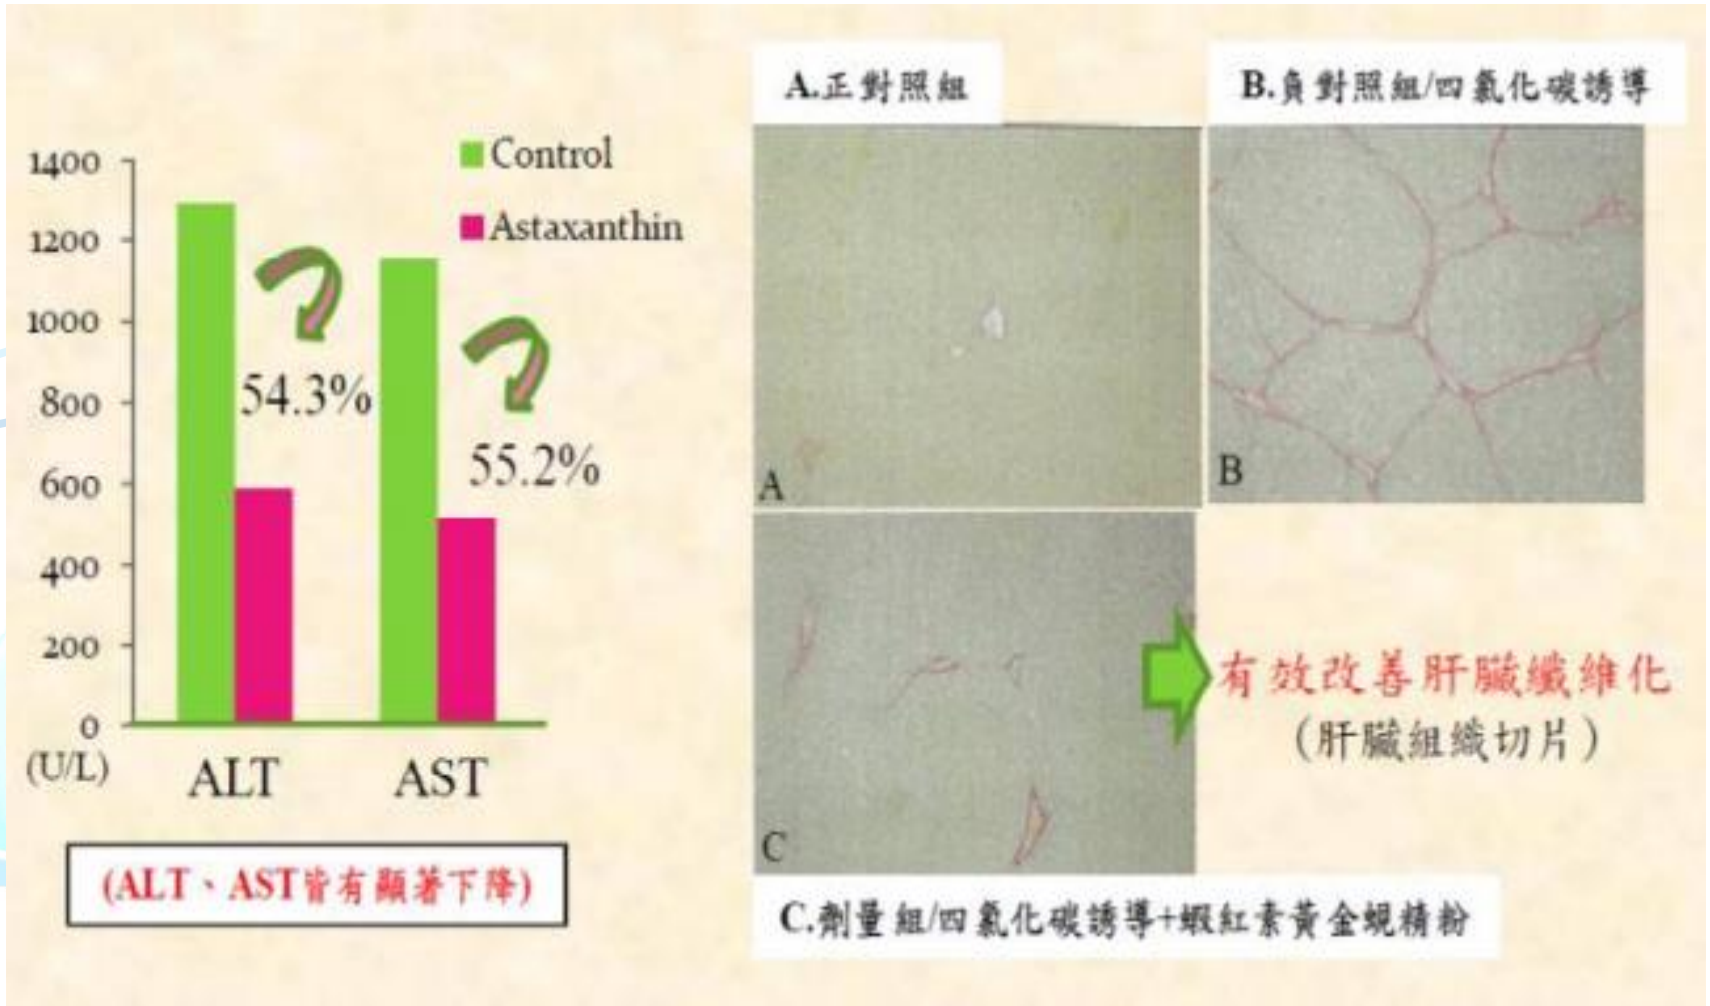 1400
1200
1000
800
600
400
200
0
(U/L)
Control
Astaxanthin
54.3%
55.2%
ALT
AST
(ALT、AST皆有顯著下降)
A.正對照組
B.負對照組/四氯化碳誘導
A
B
C
有效改善肝臟纖維化
(肝臟組織切片)
C.劑量組/四氯化碳誘導+蝦紅素黃金蜆精粉